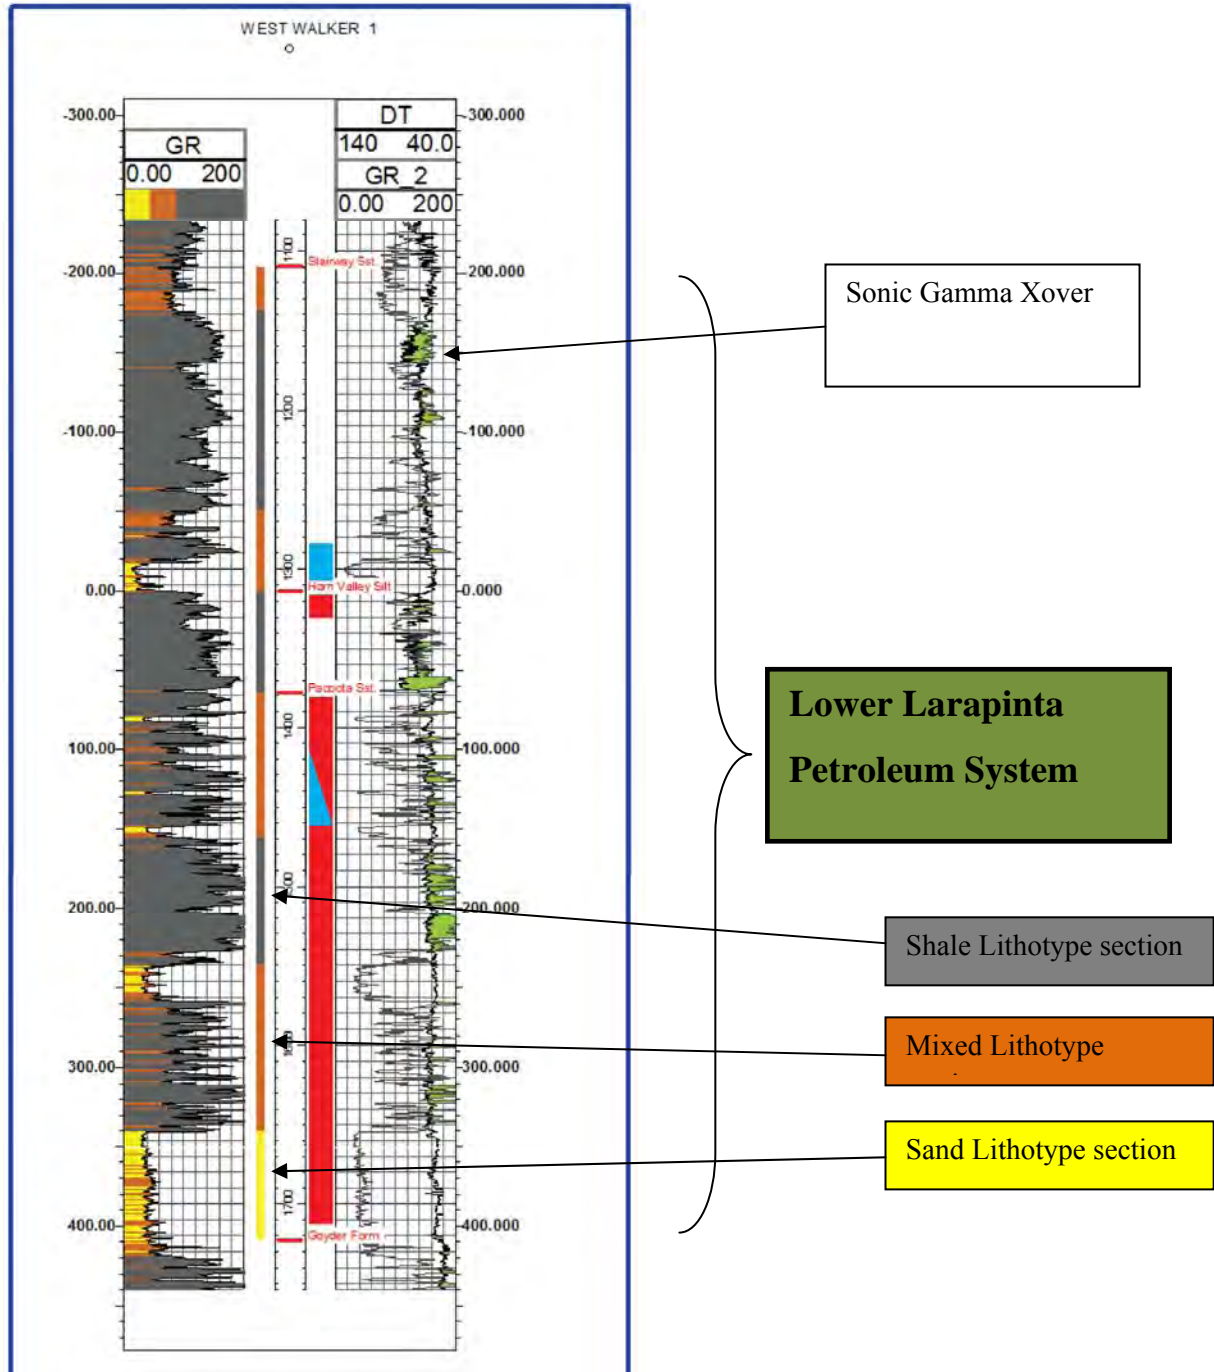 WEST WALKER 1
-300.00
DT
-300.000
140 40.0
GR
GR_2
0.00 200
0.00 200
1100
Stairway Sst.
-200.00
-200.000
Sonic Gamma Xover
1200
-100.00
-100.000
1300
Horn Valley Silt
0.00
0.000
Pacoota Sst.
1400
100.00
100.000
Lower Larapinta
Petroleum System
200.00
200.000
Shale Lithotype section
Mixed Lithotype
300.00
300.000
Sand Lithotype section
1700
400.00
400.000
Goyder Form